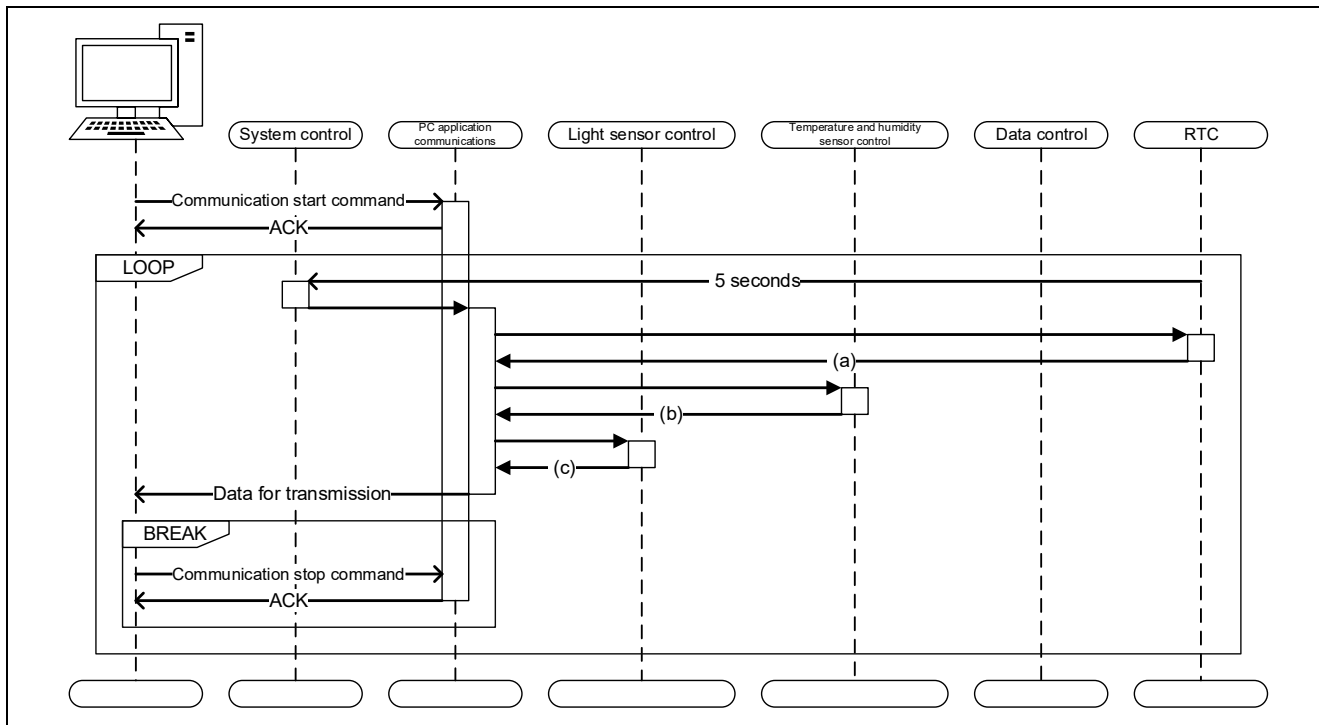 System control
PC application
communications
Light sensor control
Temperature and humidity
sensor control
Data control
RTC
Communication start command
ACK
LOOP
5 seconds
(a)
(b)
(c)
Data for transmission
BREAK
Communication stop command
ACK